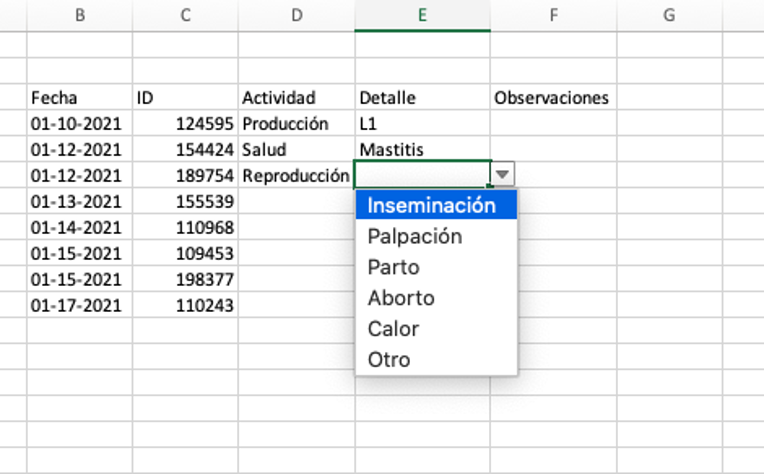 B C D E F G
Fecha ID Actividad Detalle Observaciones
01-10-2021 124595 Producción L1
01-12-2021 154424 Salud Mastitis
01-12-2021 189754 Reproducción
01-13-2021 155539
Inseminación
01-14-2021 110968
Palpación
01-15-2021 109453
Parto
01-15-2021 198377
Aborto
01-17-2021 110243
Calor
Otro